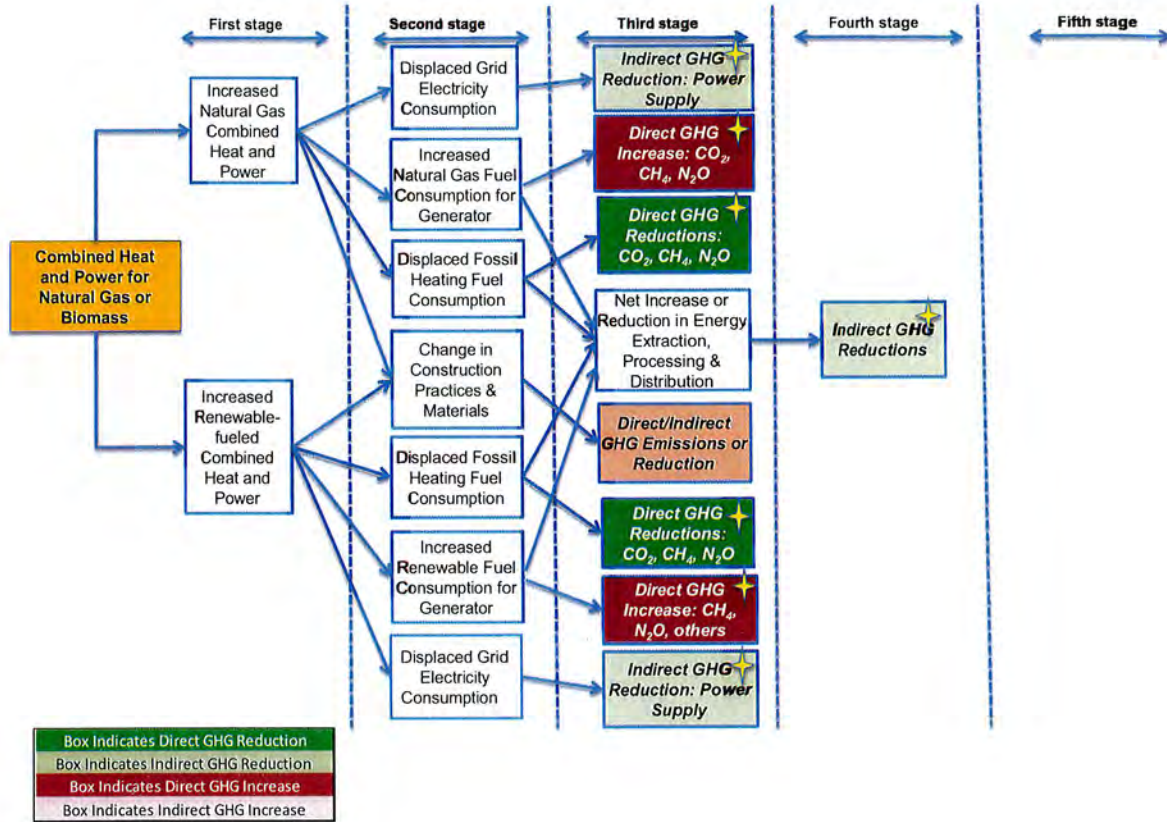 First stage
Second stage
Third stage
Fourth stage
Fifth stage
Increased
Natural Gas
Combined
Heat and
Power
Combined Heat
and Power for
Natural Gas or
Biomass
Increased
Renewable-
fueled
Combined
Heat and
Power
Displaced Grid
Electricity
Consumption
Increased
Natural Gas Fuel
Consumption for
Generator
Displaced Fossil
Heating Fuel
Consumption
Change in
Construction
Practices &
Materials
Displaced Fossil
Heating Fuel
Consumption
Increased
Renewable Fuel
Consumption for
Generator
Displaced Grid
Electricity
Consumption
Indirect GHG
Reduction: Power
Supply
Direct GHG
Increase: CO₂,
CH₄, N₂O
Direct GHG
Reductions:
CO₂, CH₄, N₂O
Net Increase or
Reduction in Energy
Extraction,
Processing &
Distribution
Direct/Indirect
GHG Emissions or
Reduction
Direct GHG
Reductions:
CO₂, CH₄, N₂O
Direct GHG
Increase: CH₄,
N₂O, others
Indirect GHG
Reduction: Power
Supply
Indirect GHG
Reductions
Box Indicates Direct GHG Reduction
Box Indicates Indirect GHG Reduction
Box Indicates Direct GHG Increase
Box Indicates Indirect GHG Increase